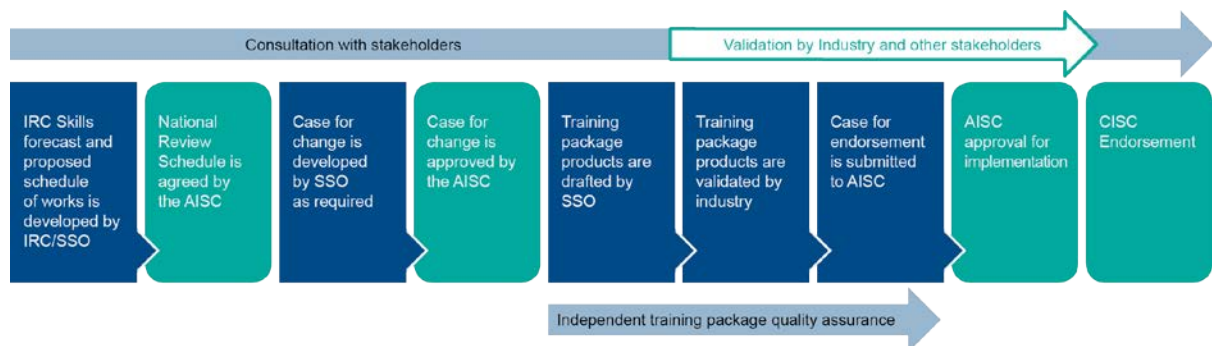 Consultation with stakeholders
Validation by Industry and other stakeholders
IRC Skills
forecast and
proposed
schedule
of works is
developed by
IRC/SSO
National
Review
Schedule is
agreed by
the AISC
Case for
change is
developed
by SSO
as required
Case for
change is
approved by
the AISC
Training
package
products are
drafted by
SSO
Training
package
products are
validated by
industry
Case for
endorsement
is submitted
to AISC
AISC
approval for
implementation
CISC
Endorsement
Independent training package quality assurance